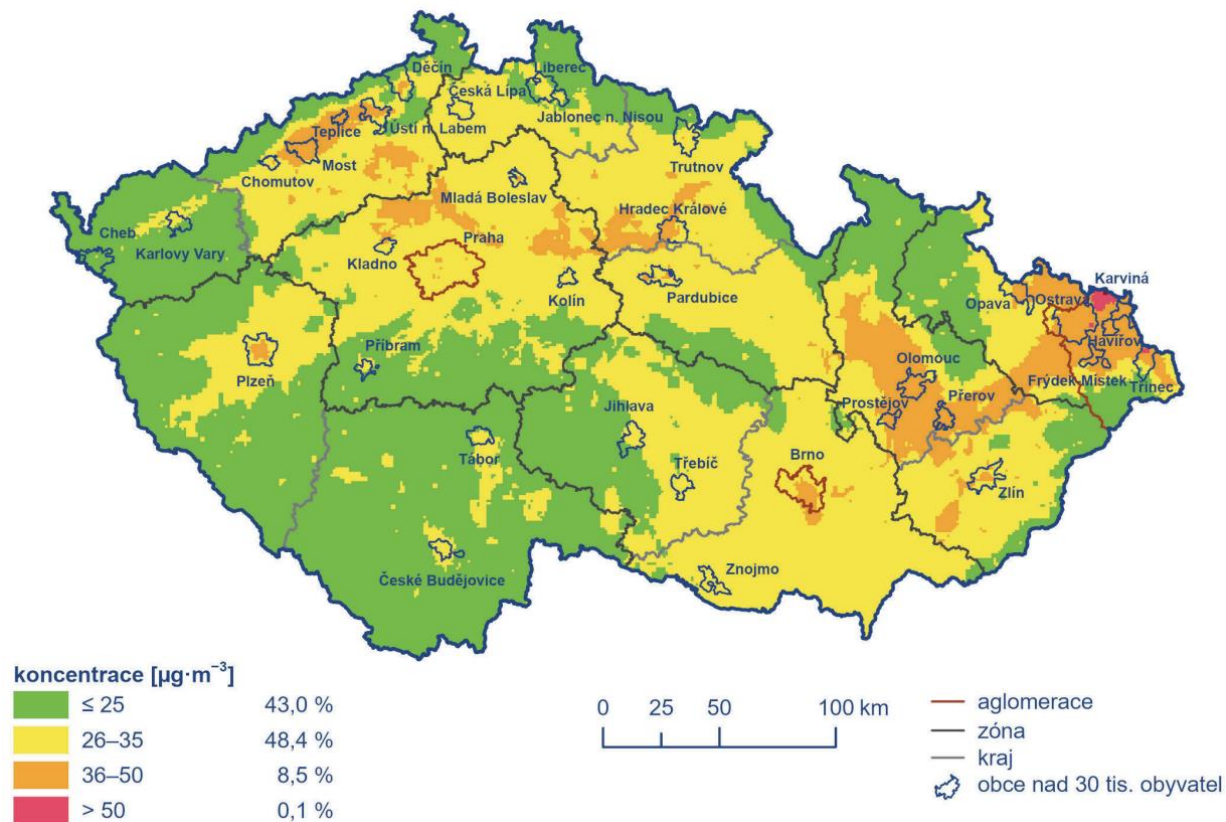 Děčín
Liberec
Česká Lípa
Jablonec n. Nisou
Teplice
Ústí n. Labem
Most
Chomutov
Trutnov
Mladá Boleslav
Hradec Králové
Cheb
Karlovy Vary
Praha
Kladno
Kolín
Pardubice
Karviná
Opava
Ostrava
Havířov
Příbram
Plzeň
Olomouc
Frýdek Místek
Třinec
Prostějov
Přerov
Jihlava
Tábor
Třebíč
Brno
Zlín
České Budějovice
Znojmo
koncentrace [µg·m⁻³]
≤ 25 43,0 %
26–35 48,4 %
36–50 8,5 %
> 50 0,1 %
0 25 50 100 km
aglomerace
zóna
kraj
obce nad 30 tis. obyvatel